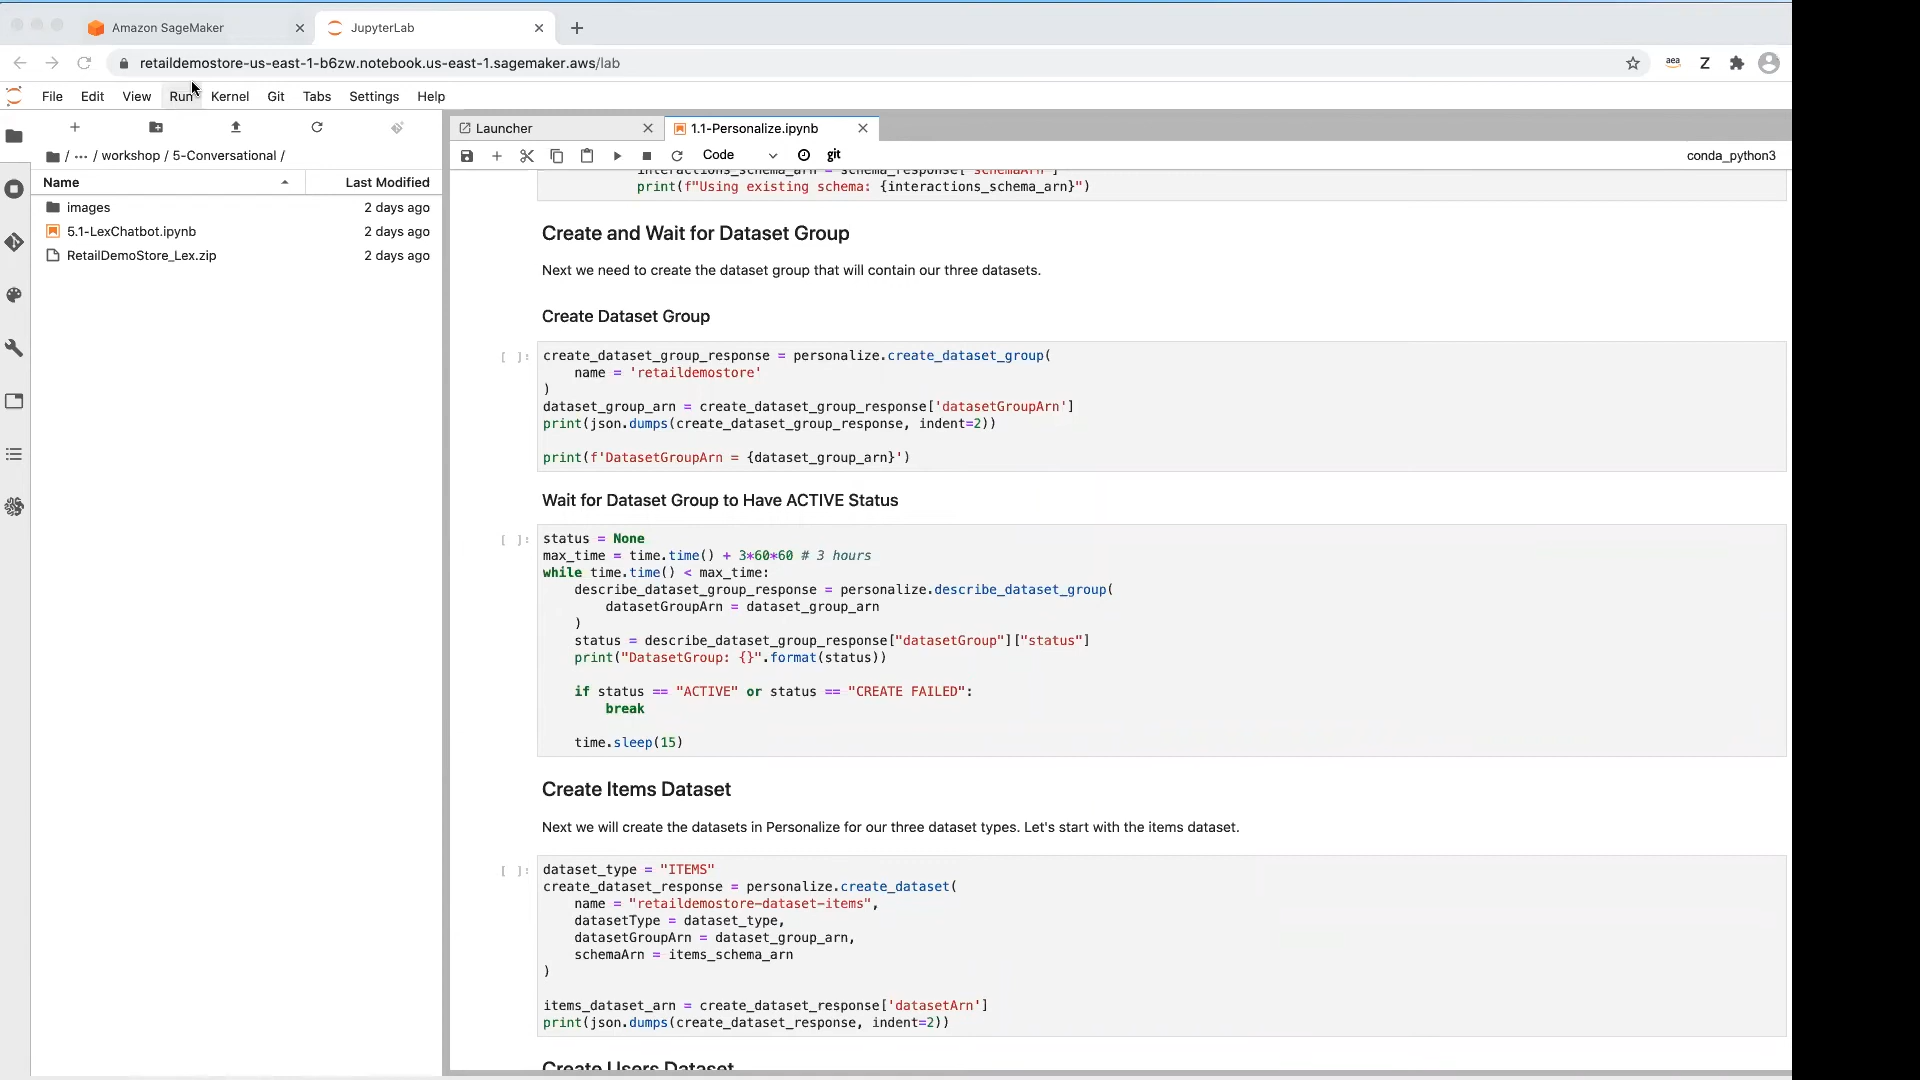 Amazon SageMaker
JupyterLab
retaildemostore-us-east-1-b6zw.notebook.us-east-1.sagemaker.aws/lab
aea
Z
File Edit View Run Kernel Git Tabs Settings Help
/ ··· / workshop / 5-Conversational /
Name Last Modified
images 2 days ago
5.1-LexChatbot.ipynb 2 days ago
RetailDemoStore_Lex.zip 2 days ago
Launcher
1.1-Personalize.ipynb
Code
git
conda_python3
interactions_schema_arn = schema_response['schemaArn']
print(f"Using existing schema: {interactions_schema_arn}")
Create and Wait for Dataset Group
Next we need to create the dataset group that will contain our three datasets.
Create Dataset Group
[ ]: create_dataset_group_response = personalize.create_dataset_group(
name = 'retaildemostore'
)
dataset_group_arn = create_dataset_group_response['datasetGroupArn']
print(json.dumps(create_dataset_group_response, indent=2))
print(f'DatasetGroupArn = {dataset_group_arn}')
Wait for Dataset Group to Have ACTIVE Status
[ ]: status = None
max_time = time.time() + 3*60*60 # 3 hours
while time.time() < max_time:
describe_dataset_group_response = personalize.describe_dataset_group(
datasetGroupArn = dataset_group_arn
)
status = describe_dataset_group_response["datasetGroup"]["status"]
print("DatasetGroup: {}".format(status))
if status == "ACTIVE" or status == "CREATE FAILED":
break
time.sleep(15)
Create Items Dataset
Next we will create the datasets in Personalize for our three dataset types. Let's start with the items dataset.
[ ]: dataset_type = "ITEMS"
create_dataset_response = personalize.create_dataset(
name = "retaildemostore-dataset-items",
datasetType = dataset_type,
datasetGroupArn = dataset_group_arn,
schemaArn = items_schema_arn
)
items_dataset_arn = create_dataset_response['datasetArn']
print(json.dumps(create_dataset_response, indent=2))
Create Users Dataset